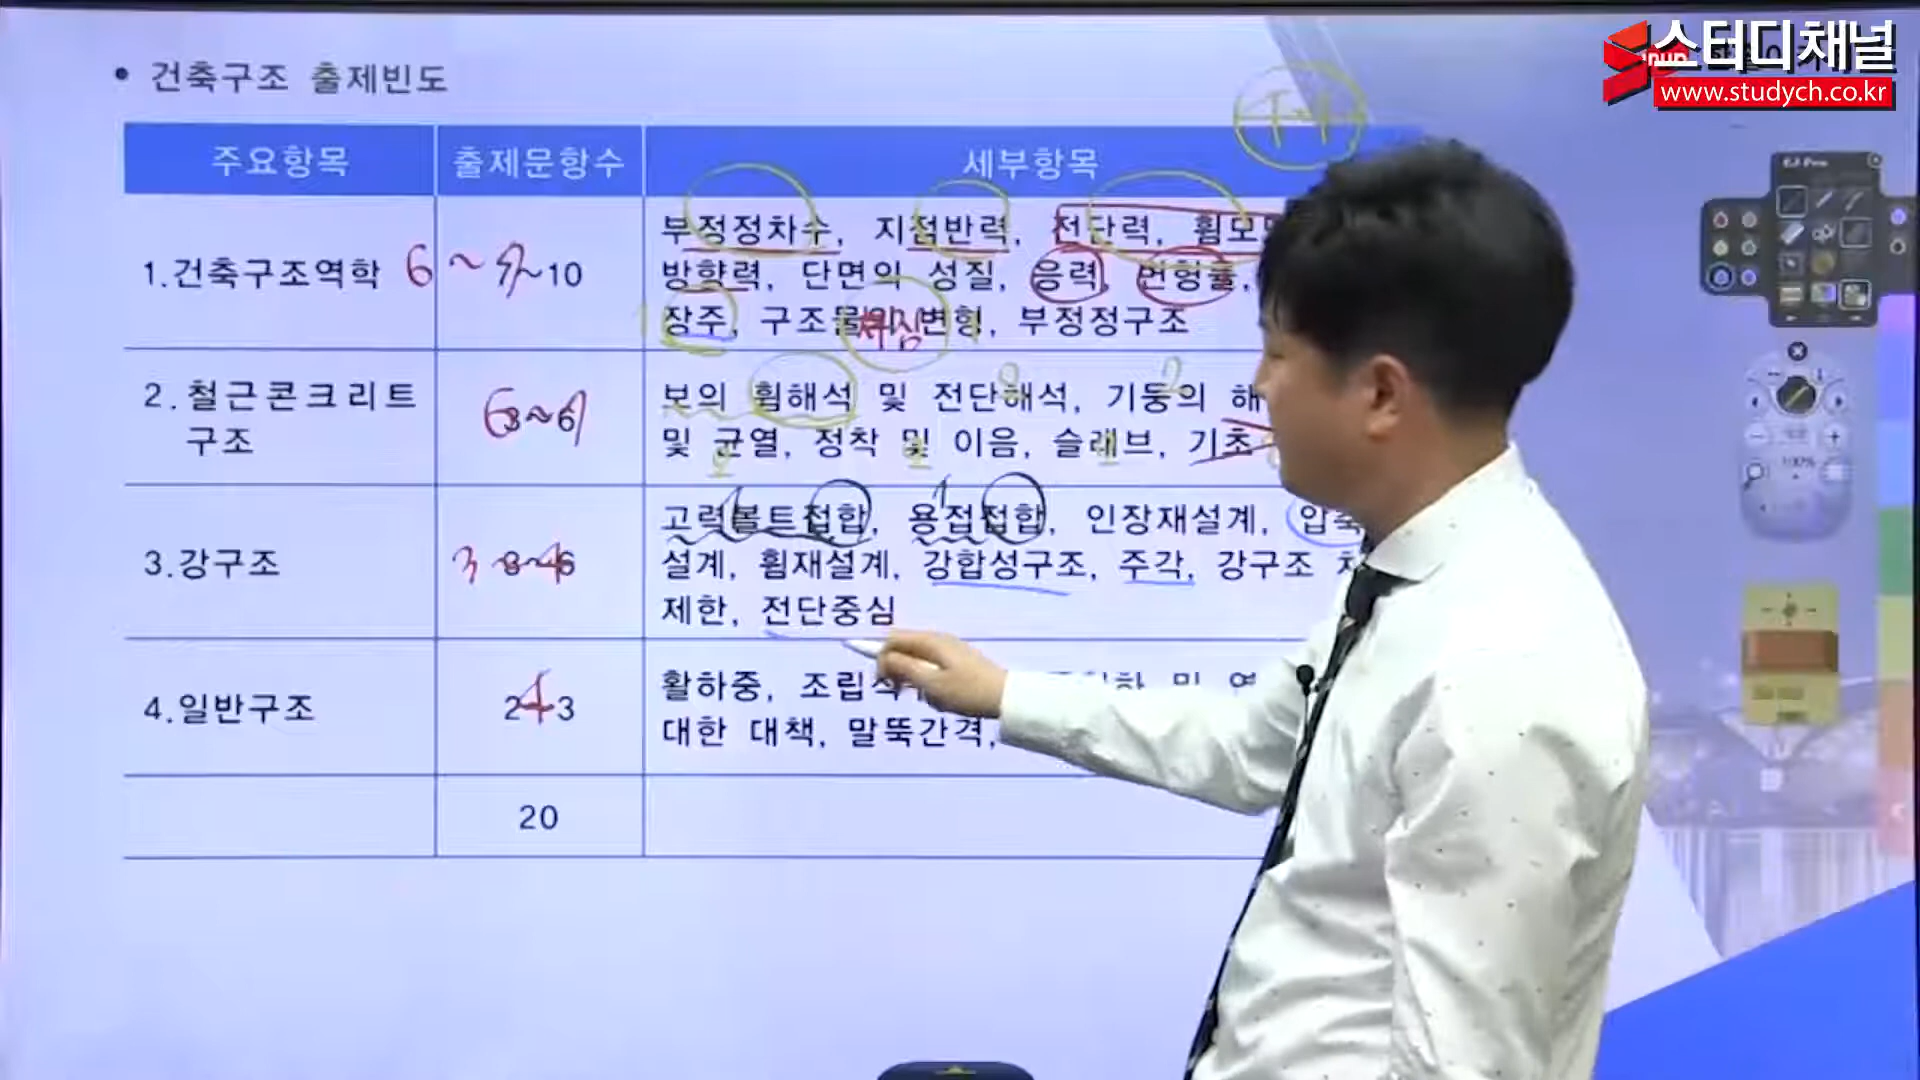 스터디채널
www.studych.co.kr
• 건축구조 출제빈도
주요항목 출제문항수 세부항목
1.건축구조역학 6 ~ 7 ~10
부정정차수, 지점반력, 전단력, 휨모
방향력, 단면의 성질, 응력, 변형률,
장주, 구조물의 변형, 부정정구조
2.철근콘크리트
구조
보의 휨해석 및 전단해석, 기둥의 해
및 균열, 정착 및 이음, 슬래브, 기초
3.강구조
고력볼트접합, 용접접합, 인장재설계, 압축
설계, 휨재설계, 강합성구조, 주각, 강구조
제한, 전단중심
4.일반구조 2 4 3
활하중, 조립식
대한 대책, 말뚝간격,
20
100%